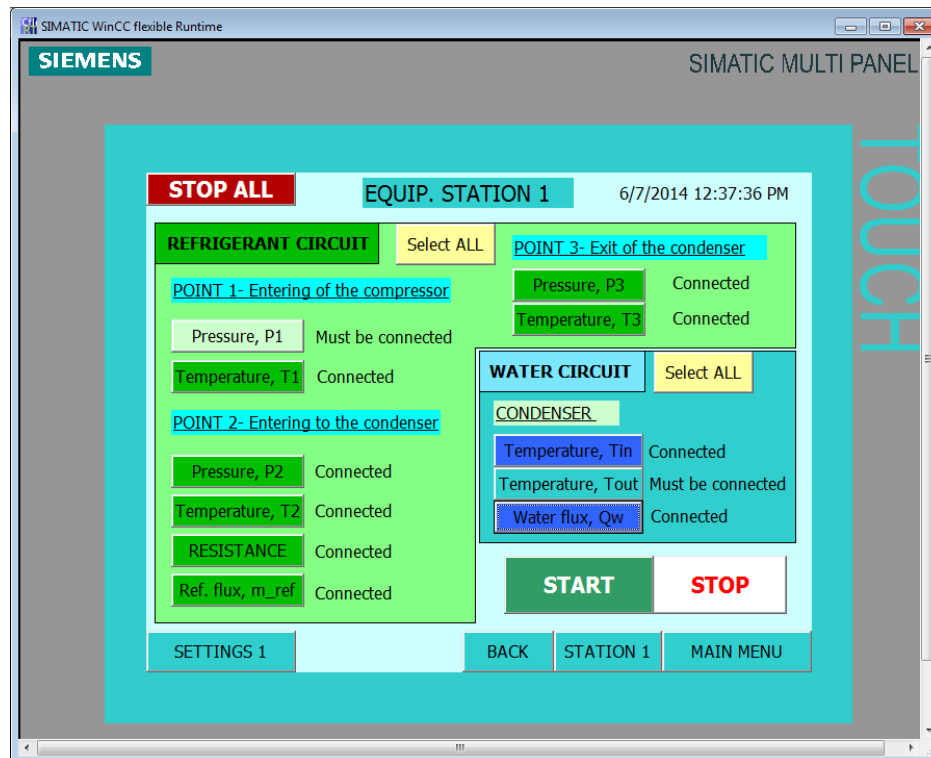 SIMATIC WinCC flexible Runtime
SIEMENS
SIMATIC MULTI PANEL
TOUCH
STOP ALL
EQUIP. STATION 1
6/7/2014 12:37:36 PM
REFRIGERANT CIRCUIT
Select ALL
POINT 1- Entering of the compressor
Pressure, P1 Must be connected
Temperature, T1 Connected
POINT 2- Entering to the condenser
Pressure, P2 Connected
Temperature, T2 Connected
RESISTANCE Connected
Ref. flux, m_ref Connected
POINT 3- Exit of the condenser
Pressure, P3 Connected
Temperature, T3 Connected
WATER CIRCUIT
Select ALL
CONDENSER
Temperature, Tin Connected
Temperature, Tout Must be connected
Water flux, Qw Connected
START
STOP
SETTINGS 1
BACK
STATION 1
MAIN MENU